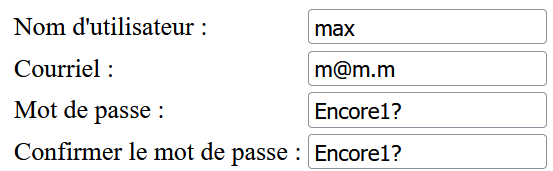 Nom d'utilisateur : max
Courriel : m@m.m
Mot de passe : Encore1?
Confirmer le mot de passe : Encore1?